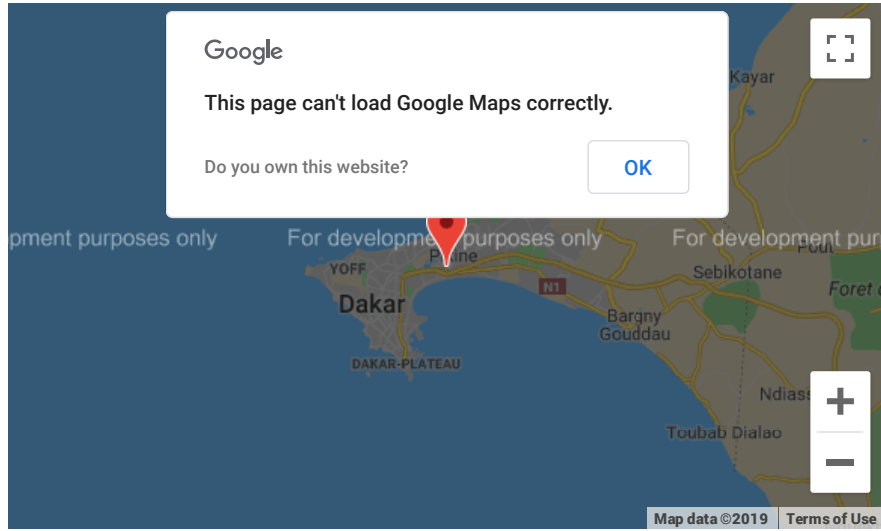 Google
This page can't load Google Maps correctly.
Do you own this website?
OK
Kayar
pment purposes only
For development purposes only
For development pur
Pout
YOFF
Sebikotane
N1
Foret
Dakar
Bargny
Gouddau
DAKAR-PLATEAU
Ndiass
Toubab Dialao
Map data ©2019
Terms of Use